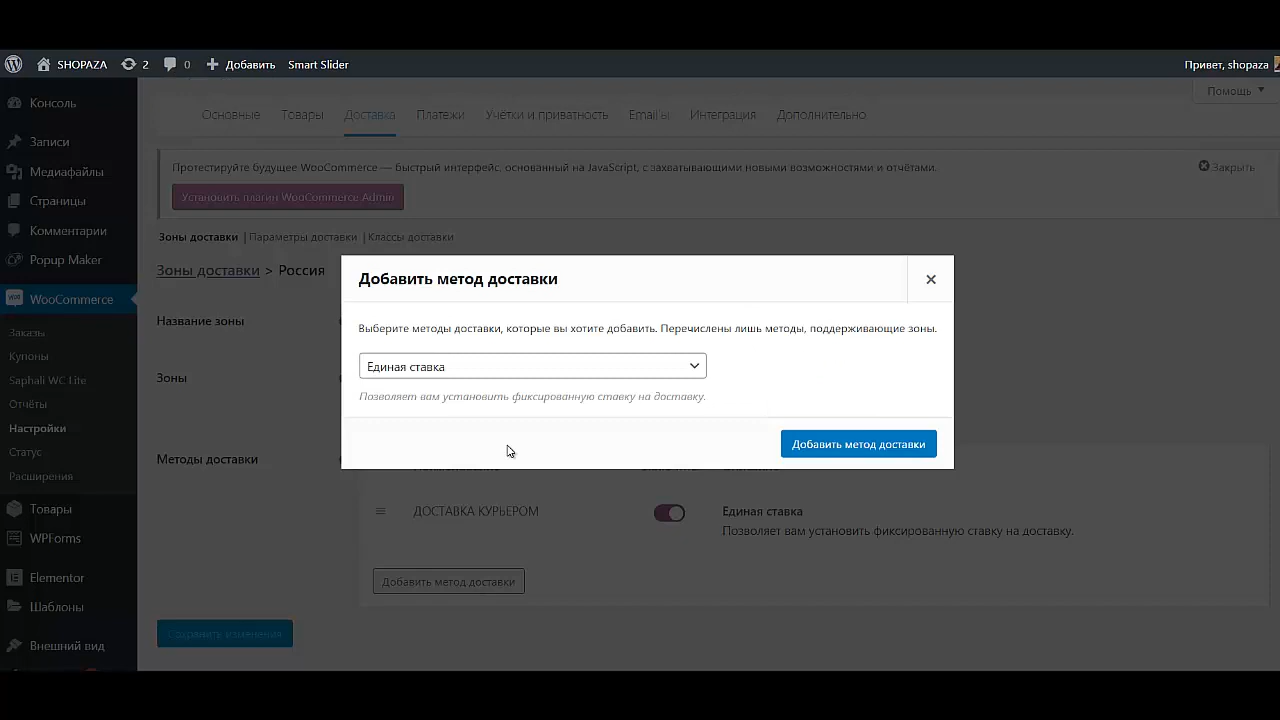 SHOPAZA 2 0 Добавить Smart Slider Привет, shopaza
Помощь
Консоль
Записи
Медиафайлы
Страницы
Комментарии
Popup Maker
WooCommerce
Заказы
Купоны
Saphali WC Lite
Отчёты
Настройки
Статус
Расширения
Товары
WPForms
Elementor
Шаблоны
Внешний вид
Основные Товары Доставка Платежи Учётки и приватность Email'ы Интеграция Дополнительно
Протестируйте будущее WooCommerce — быстрый интерфейс: основанный на JavaScript, с захватывающими новыми возможностями и отчётами. Закрыть
Установить плагин WooCommerce Admin
Зоны доставки | Параметры доставки | Классы доставки
Зоны доставки > Россия
Название зоны
Зоны
Методы доставки
Добавить метод доставки
Выберите методы доставки, которые вы хотите добавить. Перечислены лишь методы, поддерживающие зоны.
Единая ставка
Позволяет вам установить фиксированную ставку на доставку.
Добавить метод доставки
ДОСТАВКА КУРЬЕРОМ Единая ставка
Позволяет вам установить фиксированную ставку на доставку.
Добавить метод доставки
Сохранить изменения